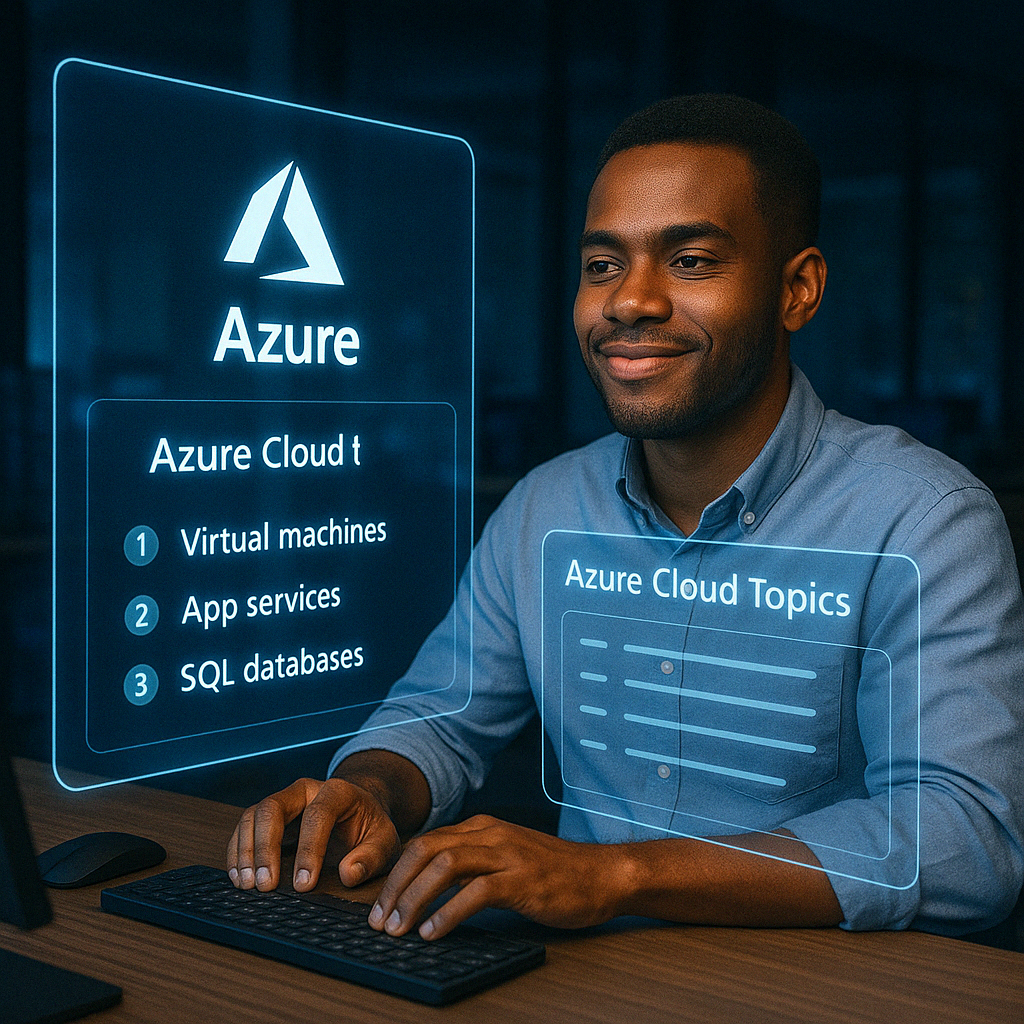 Azure
Azure Cloud t
1 Virtual machines
2 App services
3 SQL databases
Azure Cloud Topics